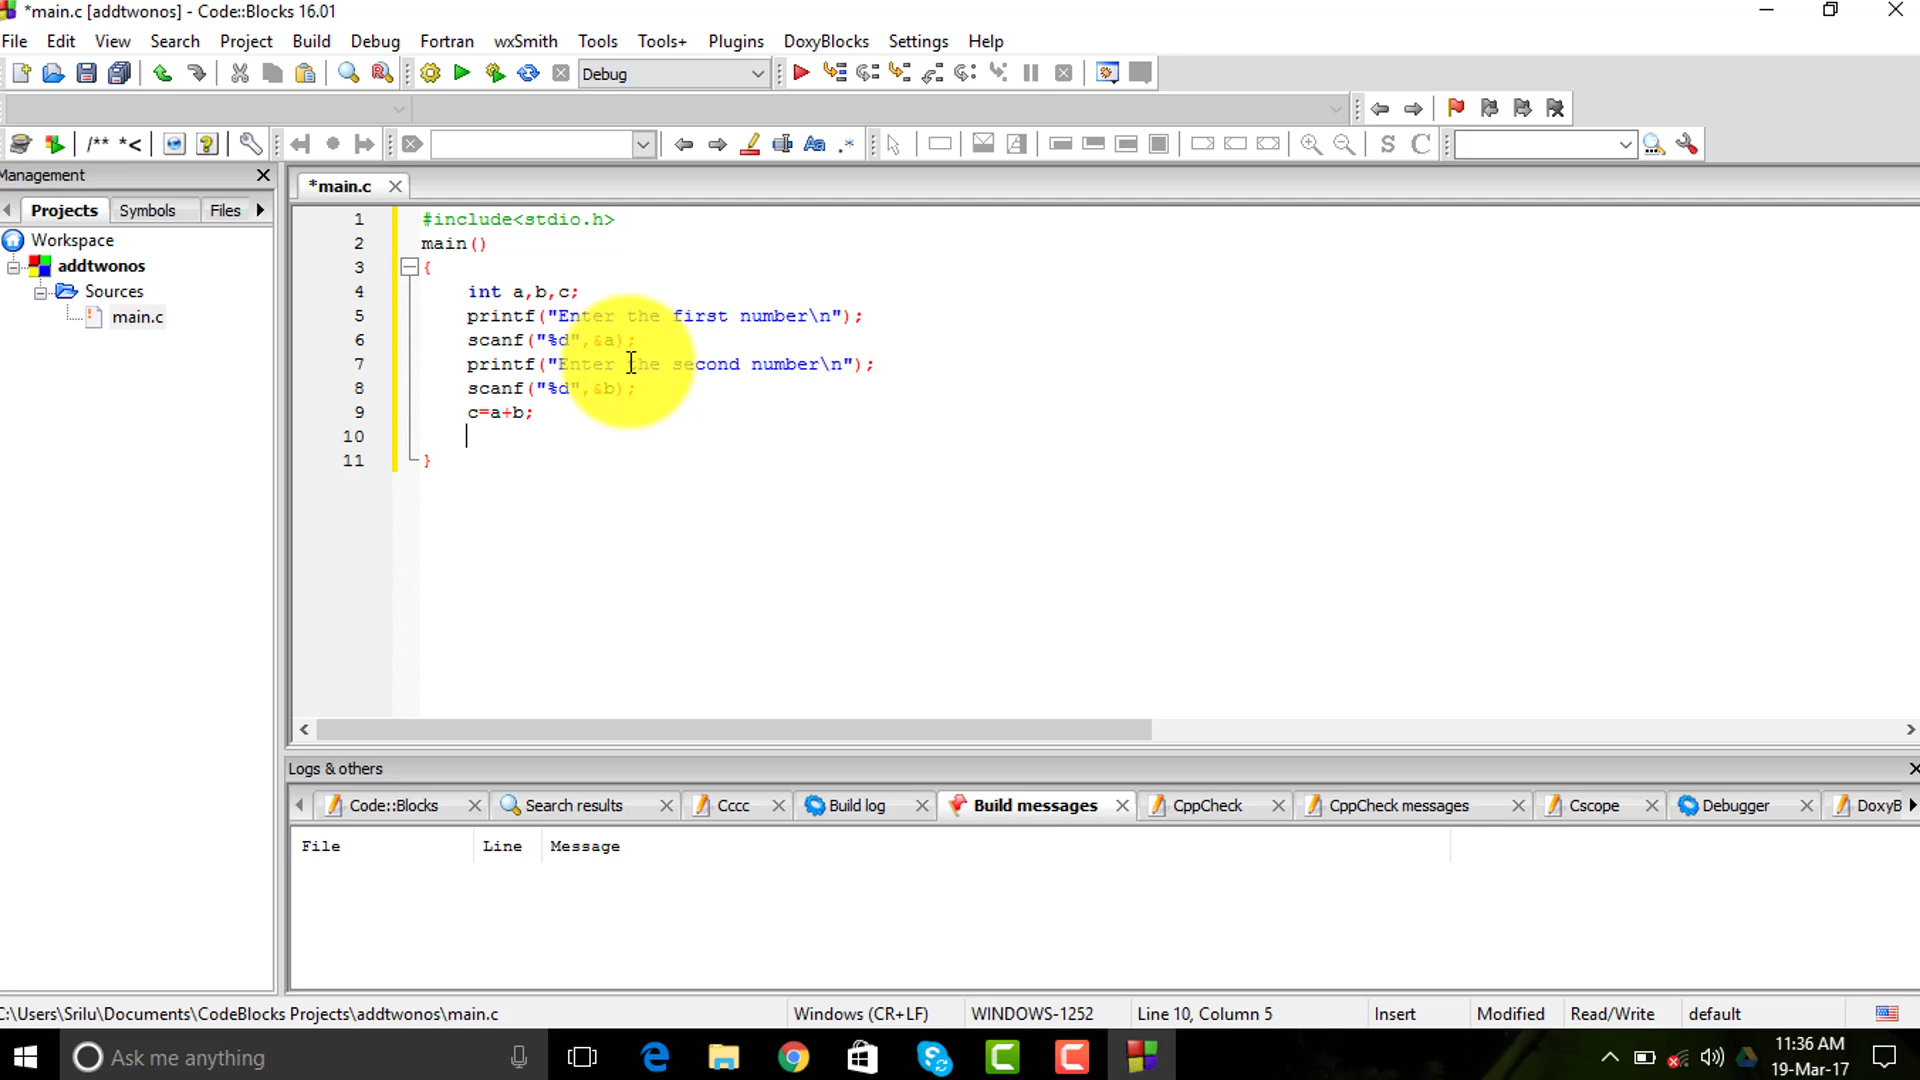 *main.c [addtwonos] - Code::Blocks 16.01
File Edit View Search Project Build Debug Fortran wxSmith Tools Tools+ Plugins DoxyBlocks Settings Help
Debug
/** *<
Aa .* S C
Management
*main.c
Projects Symbols Files
Workspace
addtwonos
Sources
main.c
1 #include<stdio.h>
2 main()
3 {
4 int a,b,c;
5 printf("Enter the first number\n");
6 scanf("%d",&a);
7 printf("Enter the second number\n");
8 scanf("%d",&b);
9 c=a+b;
10
11 }
Logs & others
Code::Blocks Search results Cccc Build log Build messages CppCheck CppCheck messages Cscope Debugger DoxyB
File Line Message
C:\Users\Srilu\Documents\CodeBlocks Projects\addtwonos\main.c Windows (CR+LF) WINDOWS-1252 Line 10, Column 5 Insert Modified Read/Write default
Ask me anything
11:36 AM
19-Mar-17